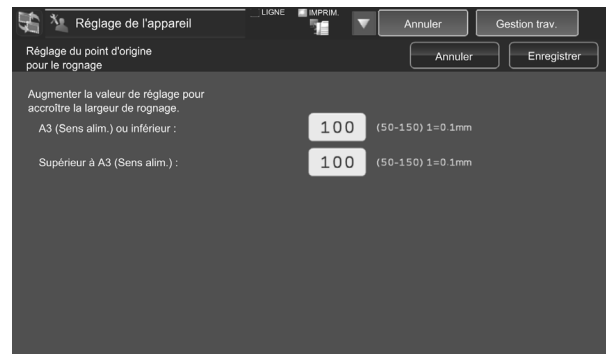 Réglage de l'appareil
LIGNE
IMPRIM.
Annuler
Gestion trav.
Réglage du point d'origine
pour le rognage
Annuler
Enregistrer
Augmenter la valeur de réglage pour
accroître la largeur de rognage.
A3 (Sens alim.) ou inférieur :
100
(50-150) 1=0.1mm
Supérieur à A3 (Sens alim.) :
100
(50-150) 1=0.1mm